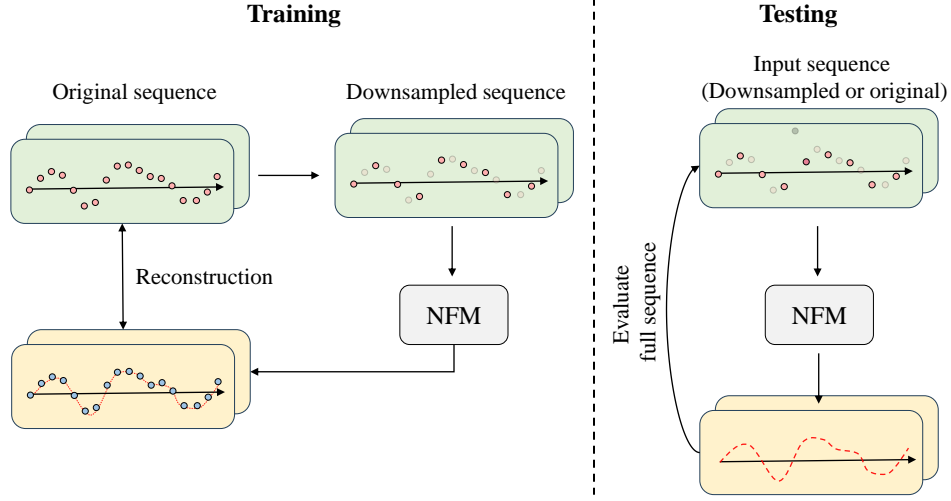 Training
Original sequence
Downsampled sequence
Reconstruction
NFM
Testing
Input sequence
(Downsampled or original)
Evaluate
full sequence
NFM